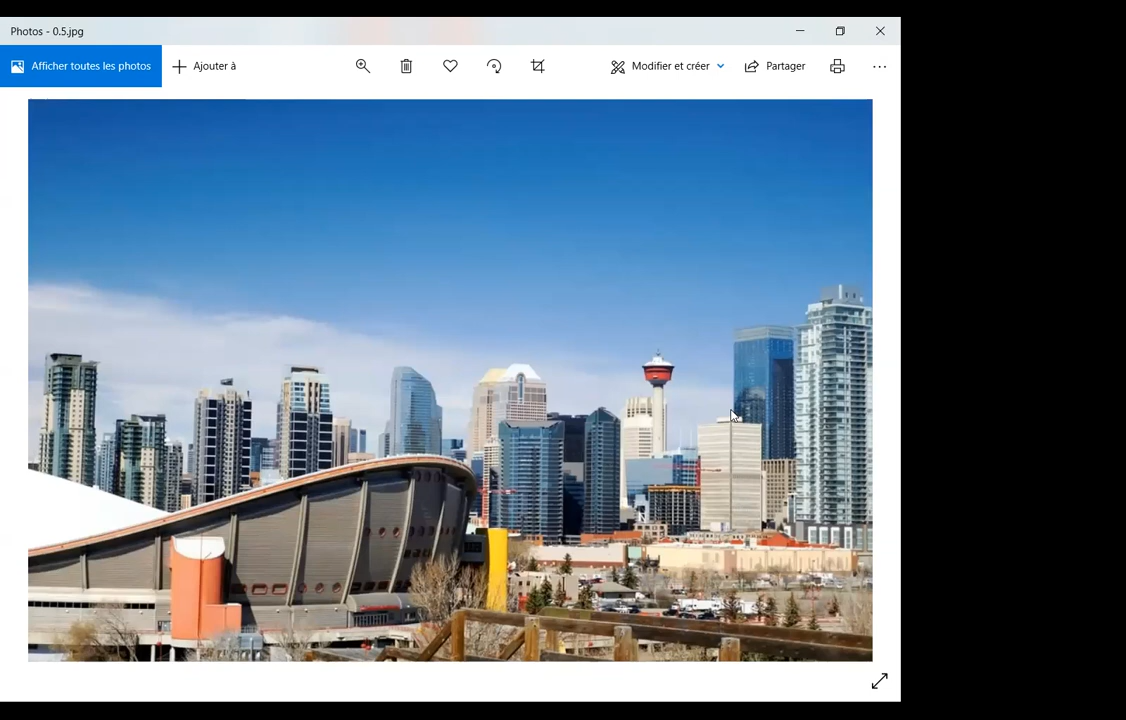 Photos - 0.5.jpg
Afficher toutes les photos
Ajouter à
Modifier et créer
Partager